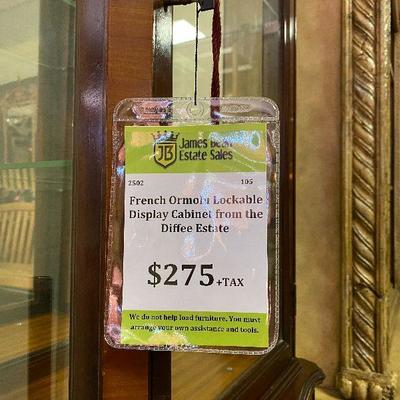 JB
James Bean
Estate Sales
2502 105
French Ormolu Lockable
Display Cabinet from the
Diffee Estate
$275 +TAX
We do not help load furniture. You must
arrange your own assistance and tools.